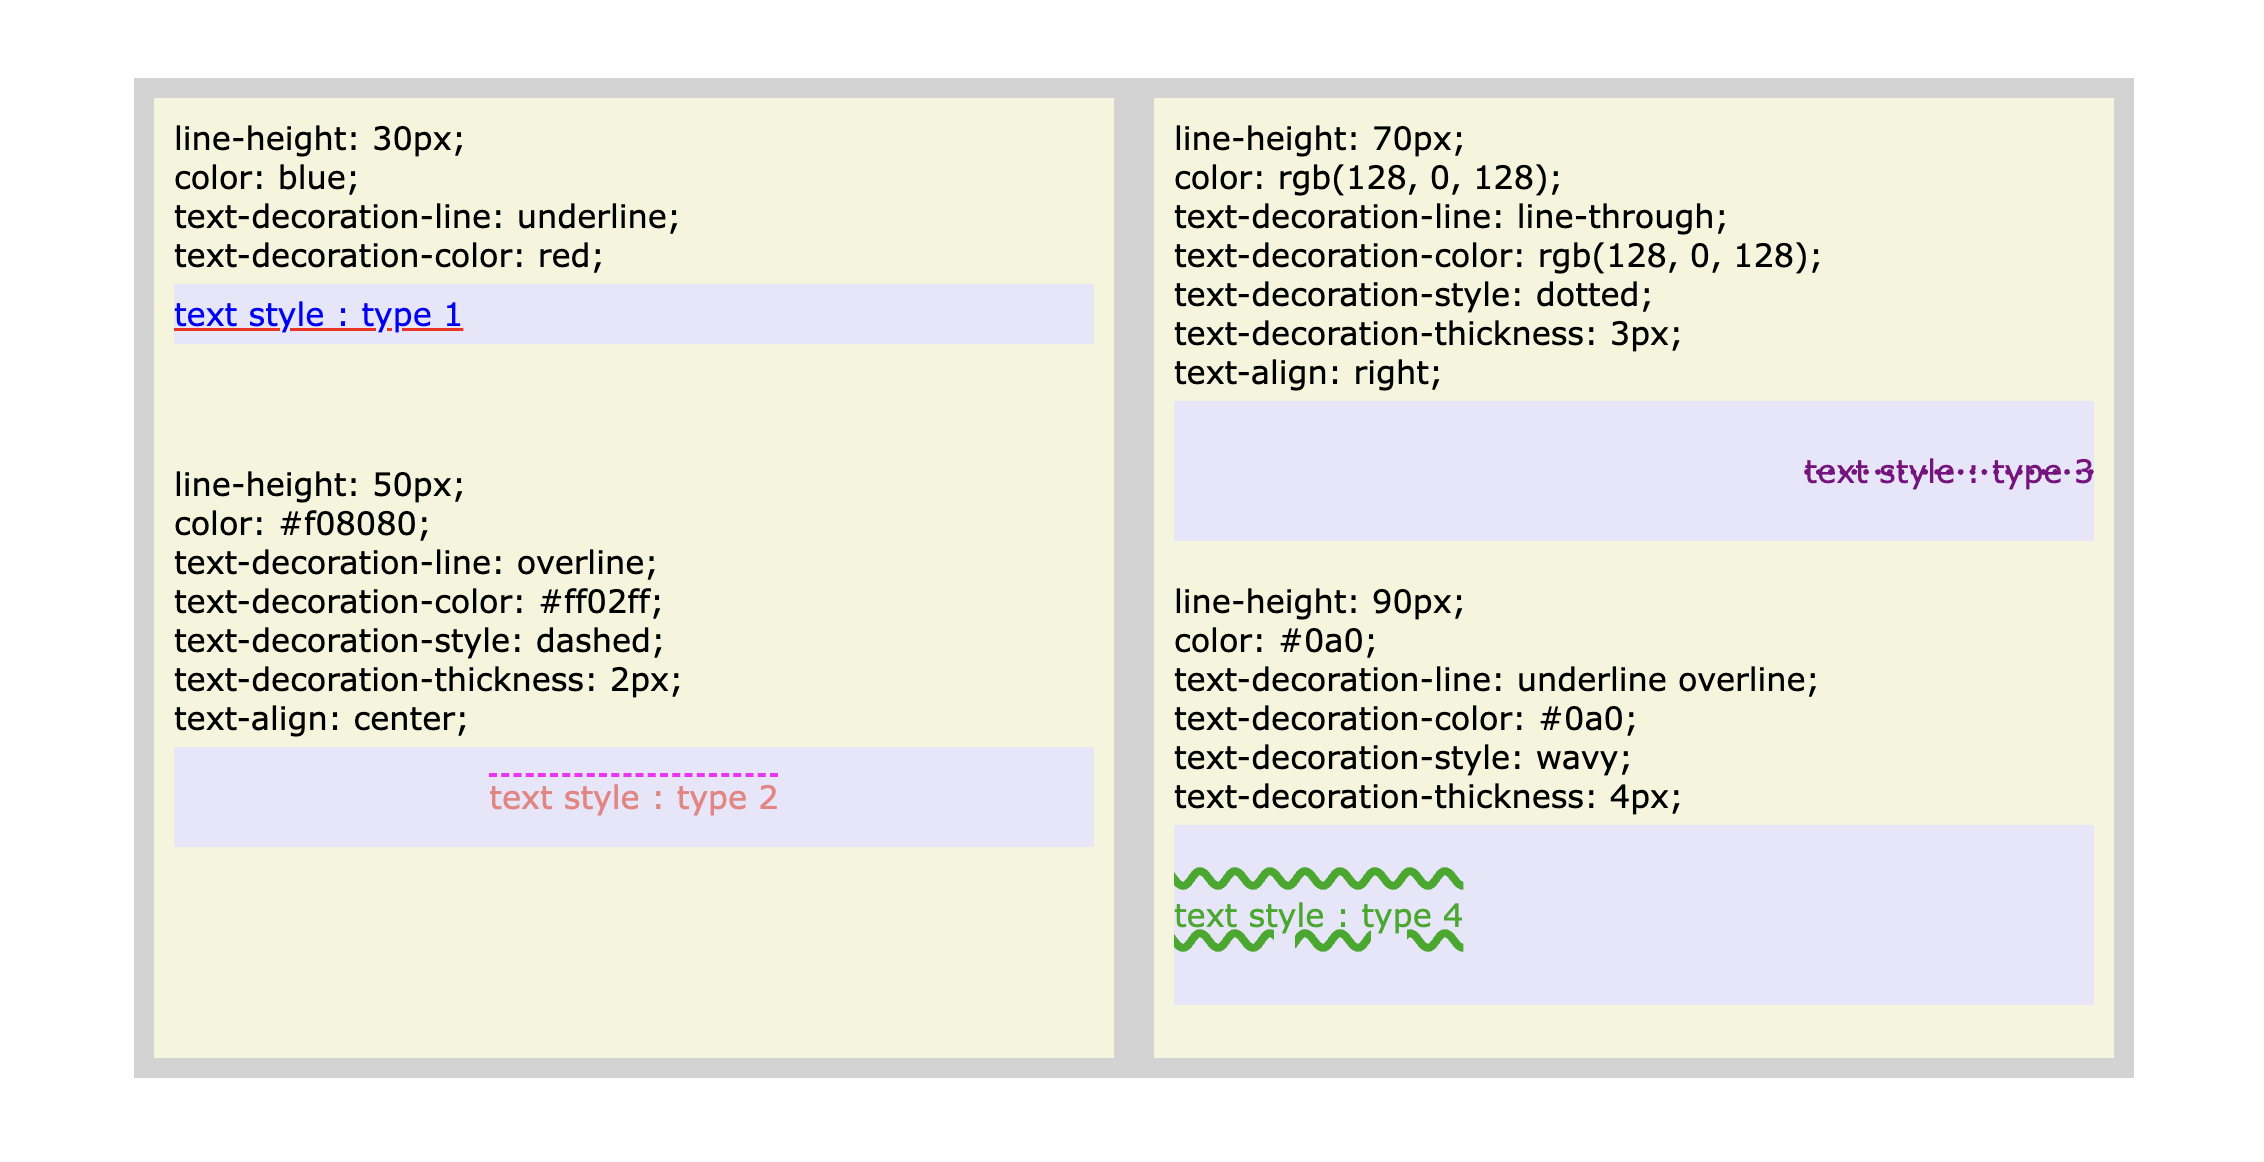 line-height: 30px;
color: blue;
text-decoration-line: underline;
text-decoration-color: red;
text style : type 1
line-height: 50px;
color: #f08080;
text-decoration-line: overline;
text-decoration-color: #ff02ff;
text-decoration-style: dashed;
text-decoration-thickness: 2px;
text-align: center;
text style : type 2
line-height: 70px;
color: rgb(128, 0, 128);
text-decoration-line: line-through;
text-decoration-color: rgb(128, 0, 128);
text-decoration-style: dotted;
text-decoration-thickness: 3px;
text-align: right;
text style : type 3
line-height: 90px;
color: #0a0;
text-decoration-line: underline overline;
text-decoration-color: #0a0;
text-decoration-style: wavy;
text-decoration-thickness: 4px;
text style : type 4